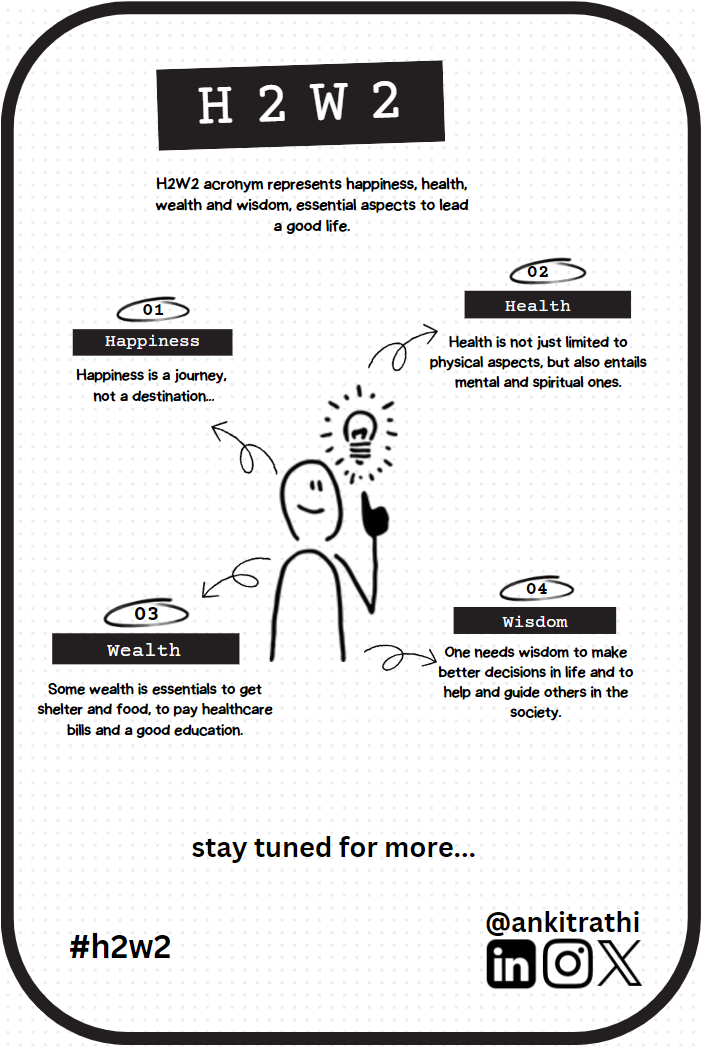 H 2 W 2
H2W2 acronym represents happiness, health,
wealth and wisdom, essential aspects to lead
a good life.
01
Happiness
Happiness is a journey,
not a destination...
02
Health
Health is not just limited to
physical aspects, but also entails
mental and spiritual ones.
03
Wealth
Some wealth is essentials to get
shelter and food, to pay healthcare
bills and a good education.
04
Wisdom
One needs wisdom to make
better decisions in life and to
help and guide others in the
society.
stay tuned for more...
#h2w2
@ankitrathi
in